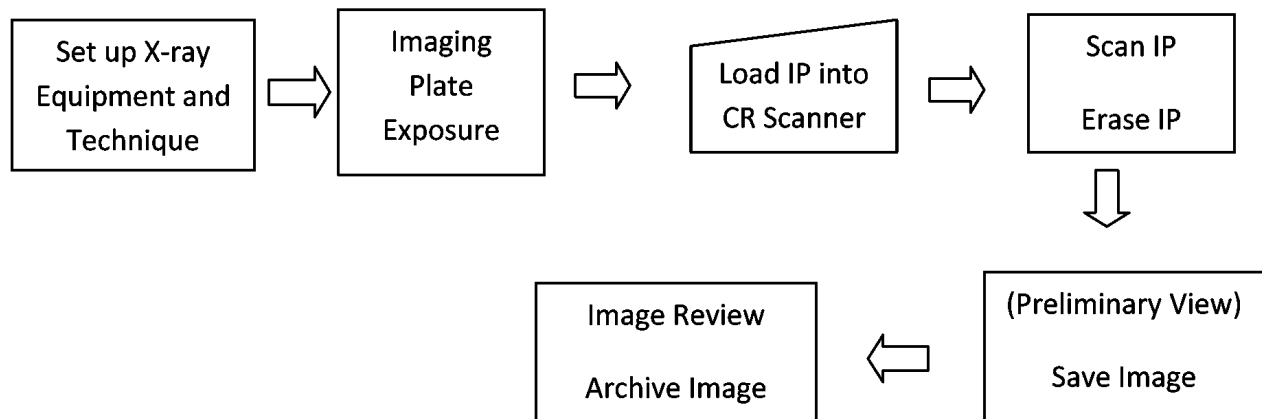 Set up X-ray
Equipment and
Technique
Imaging
Plate
Exposure
Load IP into
CR Scanner
Scan IP
Erase IP
(Preliminary View)
Save Image
Image Review
Archive Image